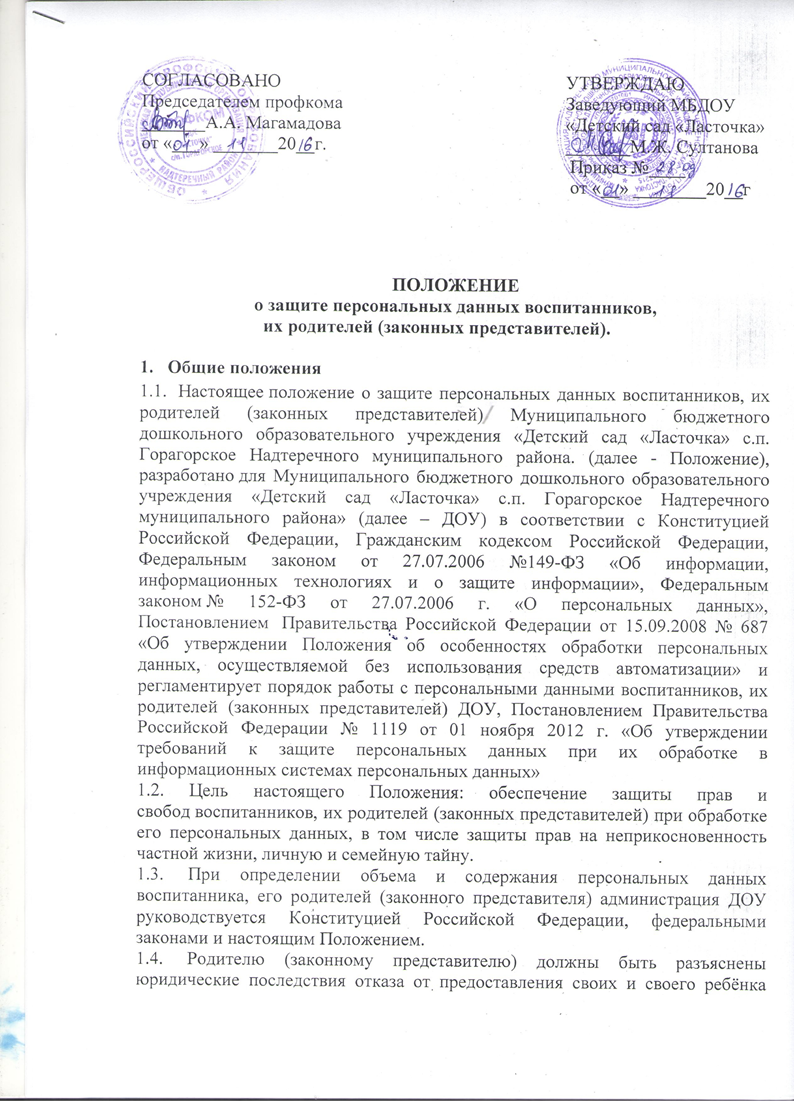 СОГЛАСОВАНО
Председателем профкома
А.А. Магамадова
от «01» 11 2016г.
УТВЕРЖДАЮ
Заведующий МБДОУ
«Детский сад «Ласточка»
М.Ж. Султанова
Приказ № 28-од
от «01» 11 2016г
ПОЛОЖЕНИЕ
о защите персональных данных воспитанников,
их родителей (законных представителей).
1. Общие положения
1.1. Настоящее положение о защите персональных данных воспитанников, их
родителей (законных представителей)/ Муниципального бюджетного
дошкольного образовательного учреждения «Детский сад «Ласточка» с.п.
Горагорское Надтеречного муниципального района. (далее - Положение),
разработано для Муниципального бюджетного дошкольного образовательного
учреждения «Детский сад «Ласточка» с.п. Горагорское Надтеречного
муниципального района» (далее – ДОУ) в соответствии с Конституцией
Российской Федерации, Гражданским кодексом Российской Федерации,
Федеральным законом от 27.07.2006 №149-ФЗ «Об информации,
информационных технологиях и о защите информации», Федеральным
законом № 152-ФЗ от 27.07.2006 г. «О персональных данных»,
Постановлением Правительства Российской Федерации от 15.09.2008 № 687
«Об утверждении Положения об особенностях обработки персональных
данных, осуществляемой без использования средств автоматизации» и
регламентирует порядок работы с персональными данными воспитанников, их
родителей (законных представителей) ДОУ, Постановлением Правительства
Российской Федерации № 1119 от 01 ноября 2012 г. «Об утверждении
требований к защите персональных данных при их обработке в
информационных системах персональных данных»
1.2. Цель настоящего Положения: обеспечение защиты прав и
свобод воспитанников, их родителей (законных представителей) при обработке
его персональных данных, в том числе защиты прав на неприкосновенность
частной жизни, личную и семейную тайну.
1.3. При определении объема и содержания персональных данных
воспитанника, его родителей (законного представителя) администрация ДОУ
руководствуется Конституцией Российской Федерации, федеральными
законами и настоящим Положением.
1.4. Родителю (законному представителю) должны быть разъяснены
юридические последствия отказа от предоставления своих и своего ребёнка